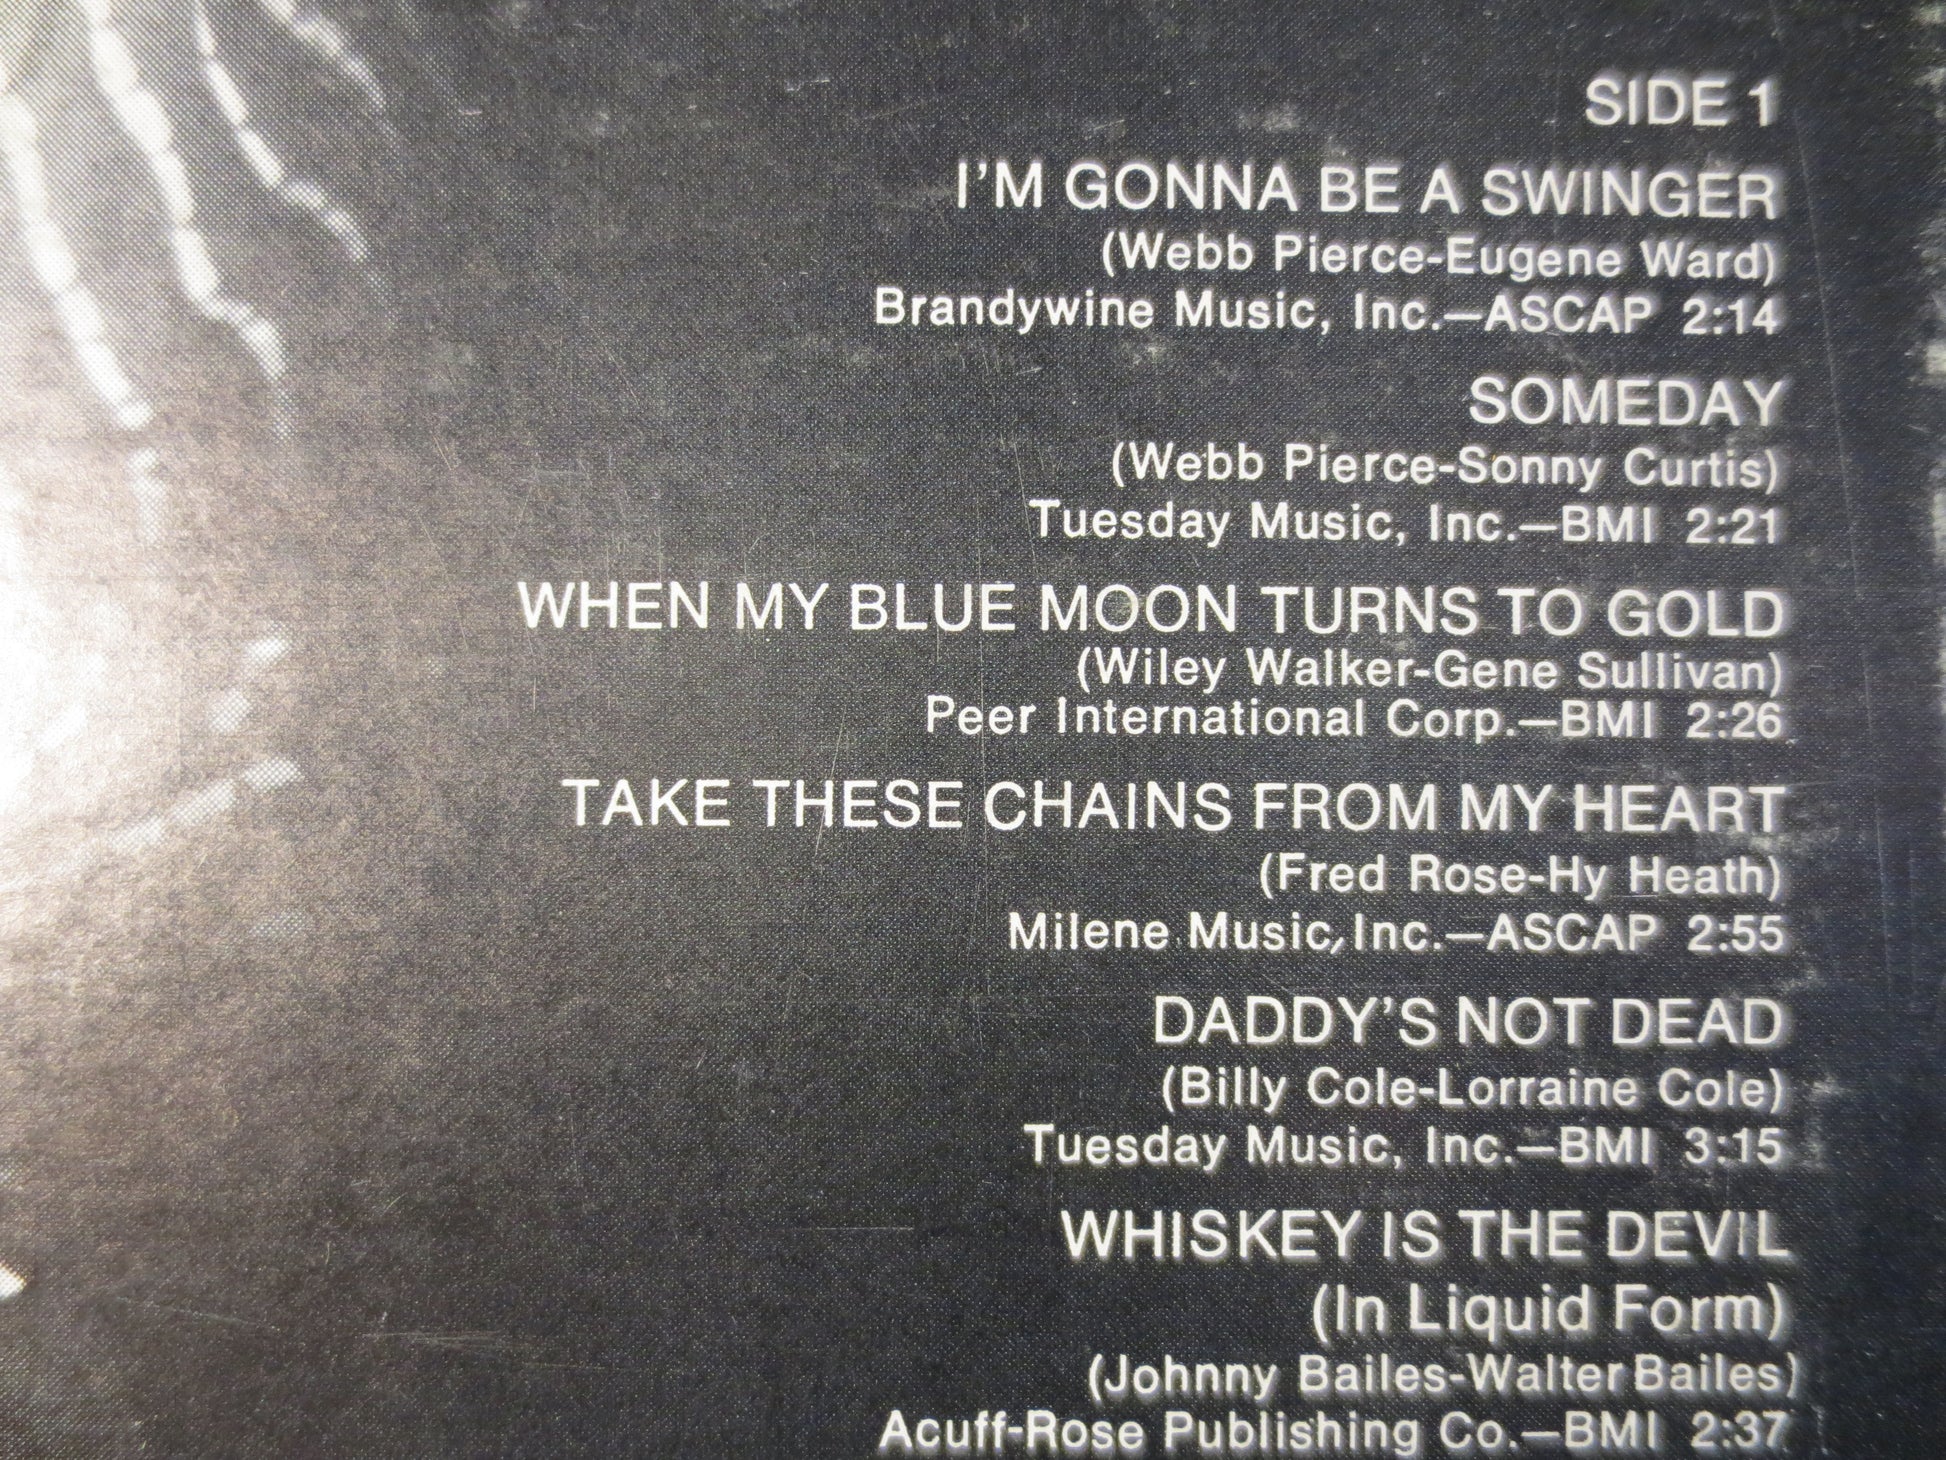 SIDE 1
I'M GONNA BE A SWINGER
(Webb Pierce-Eugene Ward)
Brandywine Music, Inc.—ASCAP 2:14
SOMEDAY
(Webb Pierce-Sonny Curtis)
Tuesday Music, Inc.—BMI 2:21
WHEN MY BLUE MOON TURNS TO GOLD
(Wiley Walker-Gene Sullivan)
Peer International Corp.—BMI 2:26
TAKE THESE CHAINS FROM MY HEART
(Fred Rose-Hy Heath)
Milene Music, Inc.—ASCAP 2:55
DADDY'S NOT DEAD
(Billy Cole-Lorraine Cole)
Tuesday Music, Inc.—BMI 3:15
WHISKEY IS THE DEVIL
(In Liquid Form)
(Johnny Bailes-Walter Bailes)
Acuff-Rose Publishing Co.—BMI 2:37